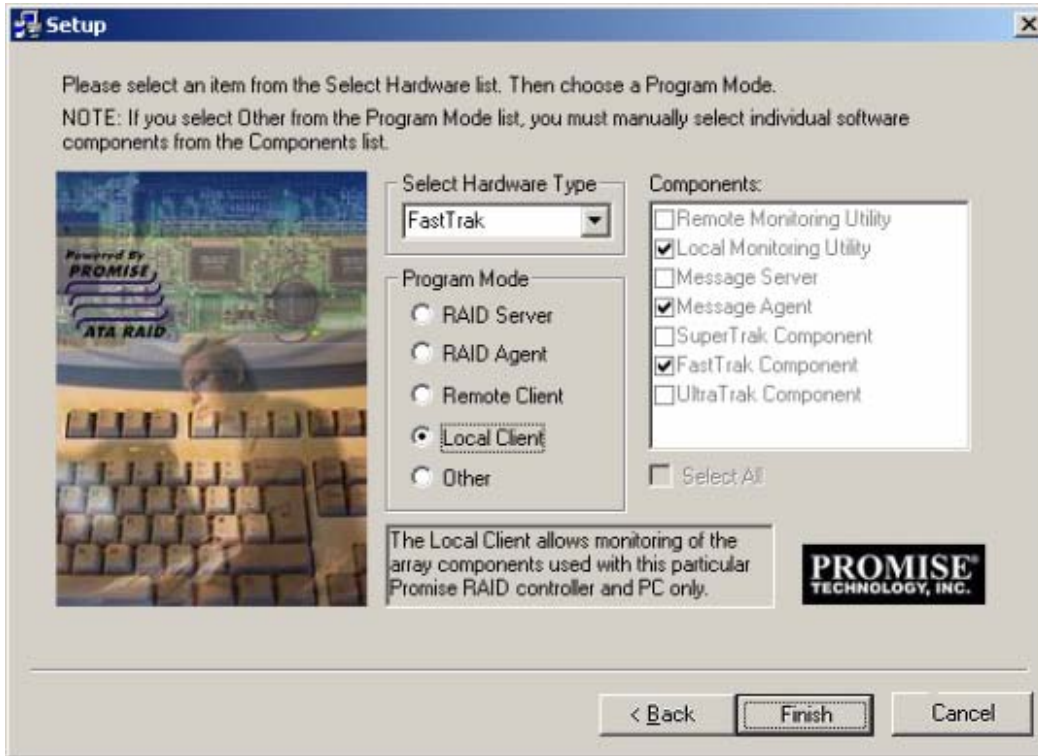 Setup
Please select an item from the Select Hardware list. Then choose a Program Mode.
NOTE: If you select Other from the Program Mode list, you must manually select individual software
components from the Components list.
Powered By
PROMISE
ATA RAID
Select Hardware Type
FastTrak
Program Mode
RAID Server
RAID Agent
Remote Client
Local Client
Other
Components:
Remote Monitoring Utility
Local Monitoring Utility
Message Server
Message Agent
SuperTrak Component
FastTrak Component
UltraTrak Component
Select All
The Local Client allows monitoring of the
array components used with this particular
Promise RAID controller and PC only.
PROMISE®
TECHNOLOGY, INC.
< Back
Finish
Cancel